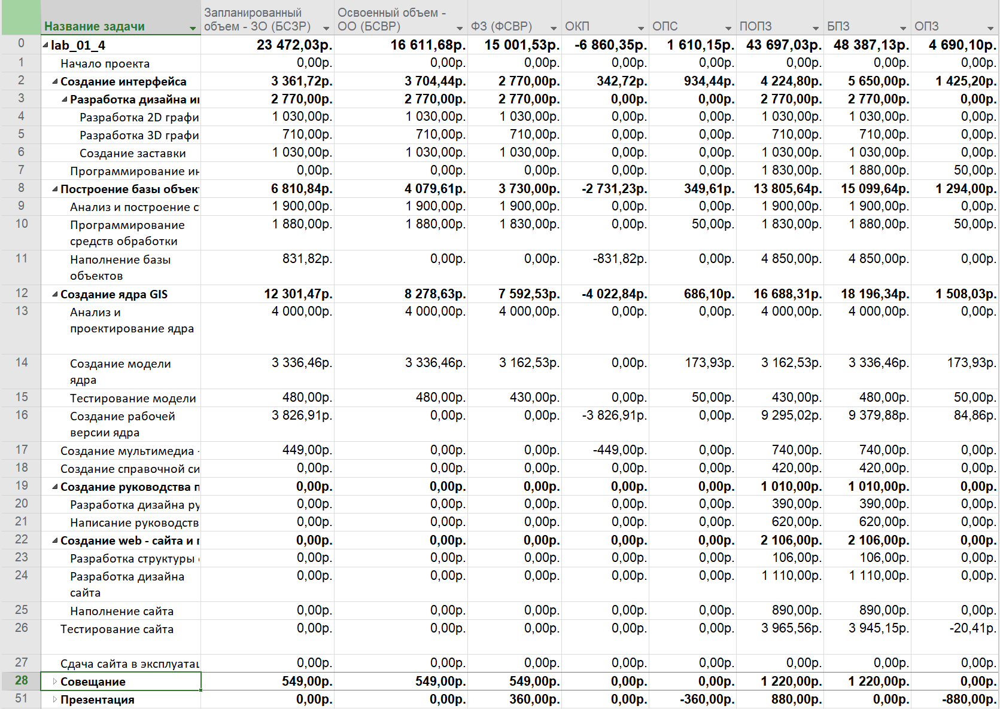 Название задачи Запланированный объем - ЗО (БСЗР) Освоенный объем - ОО (БСВР) ФЗ (ФСВР) ОКП ОПС ПОПЗ БПЗ ОПЗ
0 lab_01_4 23 472,03р. 16 611,68р. 15 001,53р. -6 860,35р. 1 610,15р. 43 697,03р. 48 387,13р. 4 690,10р.
1 Начало проекта 0,00р. 0,00р. 0,00р. 0,00р. 0,00р. 0,00р. 0,00р. 0,00р.
2 Создание интерфейса 3 361,72р. 3 704,44р. 2 770,00р. 342,72р. 934,44р. 4 224,80р. 5 650,00р. 1 425,20р.
3 Разработка дизайна 2 770,00р. 2 770,00р. 2 770,00р. 0,00р. 0,00р. 2 770,00р. 2 770,00р. 0,00р.
4 Разработка 2D графи 1 030,00р. 1 030,00р. 1 030,00р. 0,00р. 0,00р. 1 030,00р. 1 030,00р. 0,00р.
5 Разработка 3D графи 710,00р. 710,00р. 710,00р. 0,00р. 0,00р. 710,00р. 710,00р. 0,00р.
6 Создание заставки 1 030,00р. 1 030,00р. 1 030,00р. 0,00р. 0,00р. 1 030,00р. 1 030,00р. 0,00р.
7 Программирование ин 0,00р. 0,00р. 0,00р. 0,00р. 0,00р. 1 830,00р. 1 880,00р. 50,00р.
8 Построение базы объект 6 810,84р. 4 079,61р. 3 730,00р. -2 731,23р. 349,61р. 13 805,64р. 15 099,64р. 1 294,00р.
9 Анализ и построение с 1 900,00р. 1 900,00р. 1 900,00р. 0,00р. 0,00р. 1 900,00р. 1 900,00р. 0,00р.
10 Программирование средств обработки 1 880,00р. 1 880,00р. 1 830,00р. 0,00р. 50,00р. 1 830,00р. 1 880,00р. 50,00р.
11 Наполнение базы объектов 831,82р. 0,00р. 0,00р. -831,82р. 0,00р. 4 850,00р. 4 850,00р. 0,00р.
12 Создание ядра GIS 12 301,47р. 8 278,63р. 7 592,53р. -4 022,84р. 686,10р. 16 688,31р. 18 196,34р. 1 508,03р.
13 Анализ и проектирование ядра 4 000,00р. 4 000,00р. 4 000,00р. 0,00р. 0,00р. 4 000,00р. 4 000,00р. 0,00р.
14 Создание модели ядра 3 336,46р. 3 336,46р. 3 162,53р. 0,00р. 173,93р. 3 162,53р. 3 336,46р. 173,93р.
15 Тестирование модели 480,00р. 480,00р. 430,00р. 0,00р. 50,00р. 430,00р. 480,00р. 50,00р.
16 Создание рабочей версии ядра 3 826,91р. 0,00р. 0,00р. -3 826,91р. 0,00р. 9 295,02р. 9 379,88р. 84,86р.
17 Создание мультимедиа - 449,00р. 0,00р. 0,00р. -449,00р. 0,00р. 740,00р. 740,00р. 0,00р.
18 Создание справочной си 0,00р. 0,00р. 0,00р. 0,00р. 0,00р. 420,00р. 420,00р. 0,00р.
19 Создание руководства п 0,00р. 0,00р. 0,00р. 0,00р. 0,00р. 1 010,00р. 1 010,00р. 0,00р.
20 Разработка дизайна ру 0,00р. 0,00р. 0,00р. 0,00р. 0,00р. 390,00р. 390,00р. 0,00р.
21 Написание руководств 0,00р. 0,00р. 0,00р. 0,00р. 0,00р. 620,00р. 620,00р. 0,00р.
22 Создание web - сайта и 0,00р. 0,00р. 0,00р. 0,00р. 0,00р. 2 106,00р. 2 106,00р. 0,00р.
23 Разработка структуры 0,00р. 0,00р. 0,00р. 0,00р. 0,00р. 106,00р. 106,00р. 0,00р.
24 Разработка дизайна сайта 0,00р. 0,00р. 0,00р. 0,00р. 0,00р. 1 110,00р. 1 110,00р. 0,00р.
25 Наполнение сайта 0,00р. 0,00р. 0,00р. 0,00р. 0,00р. 890,00р. 890,00р. 0,00р.
26 Тестирование сайта 0,00р. 0,00р. 0,00р. 0,00р. 0,00р. 3 965,56р. 3 945,15р. -20,41р.
27 Сдача сайта в эксплуатац 0,00р. 0,00р. 0,00р. 0,00р. 0,00р. 0,00р. 0,00р. 0,00р.
28 Совещание 549,00р. 549,00р. 549,00р. 0,00р. 0,00р. 1 220,00р. 1 220,00р. 0,00р.
51 Презентация 0,00р. 0,00р. 360,00р. 0,00р. -360,00р. 880,00р. 0,00р. -880,00р.